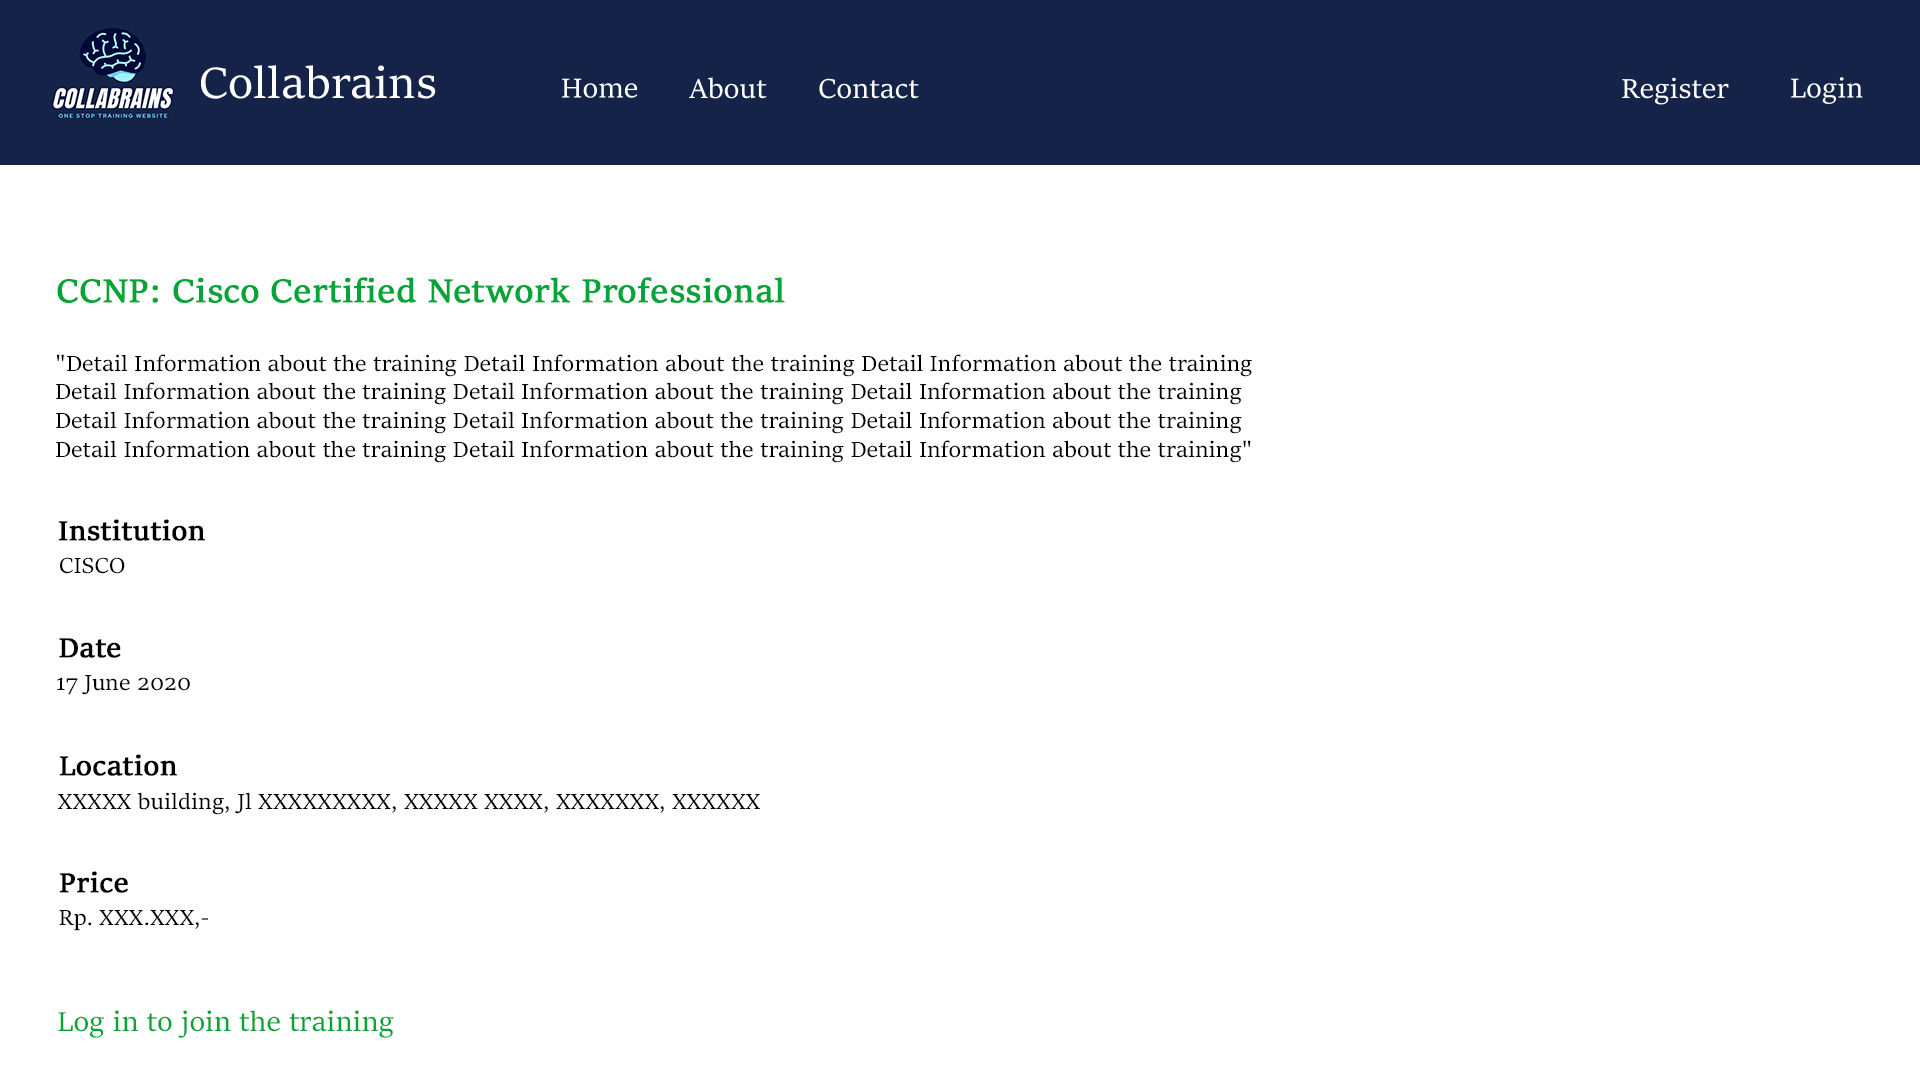 COLLABRAINS
ONE STOP TRAINING WEBSITE
Collabrains
Home
About
Contact
Register
Login
CCNP: Cisco Certified Network Professional
"Detail Information about the training Detail Information about the training Detail Information about the training
Detail Information about the training Detail Information about the training Detail Information about the training
Detail Information about the training Detail Information about the training Detail Information about the training
Detail Information about the training Detail Information about the training Detail Information about the training"
Institution
CISCO
Date
17 June 2020
Location
XXXXX building, Jl XXXXXXXXX, XXXXX XXXX, XXXXXXX, XXXXXX
Price
Rp. XXX.XXX,-
Log in to join the training